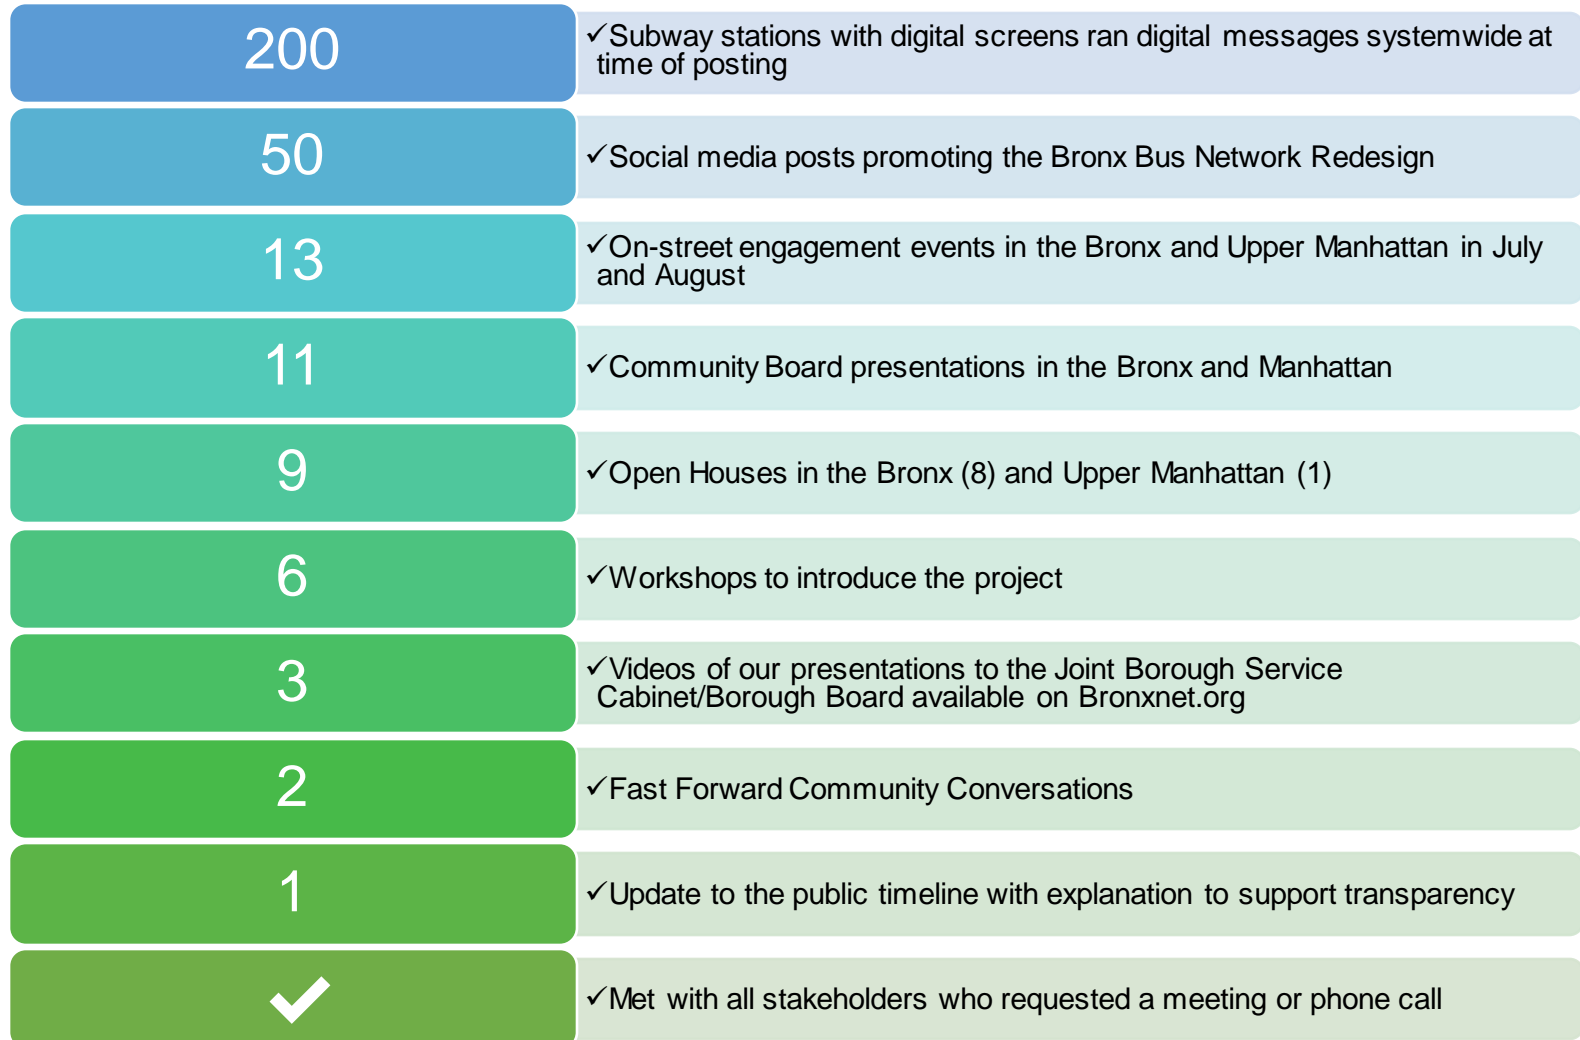 200
✓Subway stations with digital screens ran digital messages systemwide at
time of posting
50
✓Social media posts promoting the Bronx Bus Network Redesign
13
✓On-street engagement events in the Bronx and Upper Manhattan in July
and August
11
✓Community Board presentations in the Bronx and Manhattan
9
✓Open Houses in the Bronx (8) and Upper Manhattan (1)
6
✓Workshops to introduce the project
3
✓Videos of our presentations to the Joint Borough Service
Cabinet/Borough Board available on Bronxnet.org
2
✓Fast Forward Community Conversations
1
✓Update to the public timeline with explanation to support transparency
✓
✓Met with all stakeholders who requested a meeting or phone call